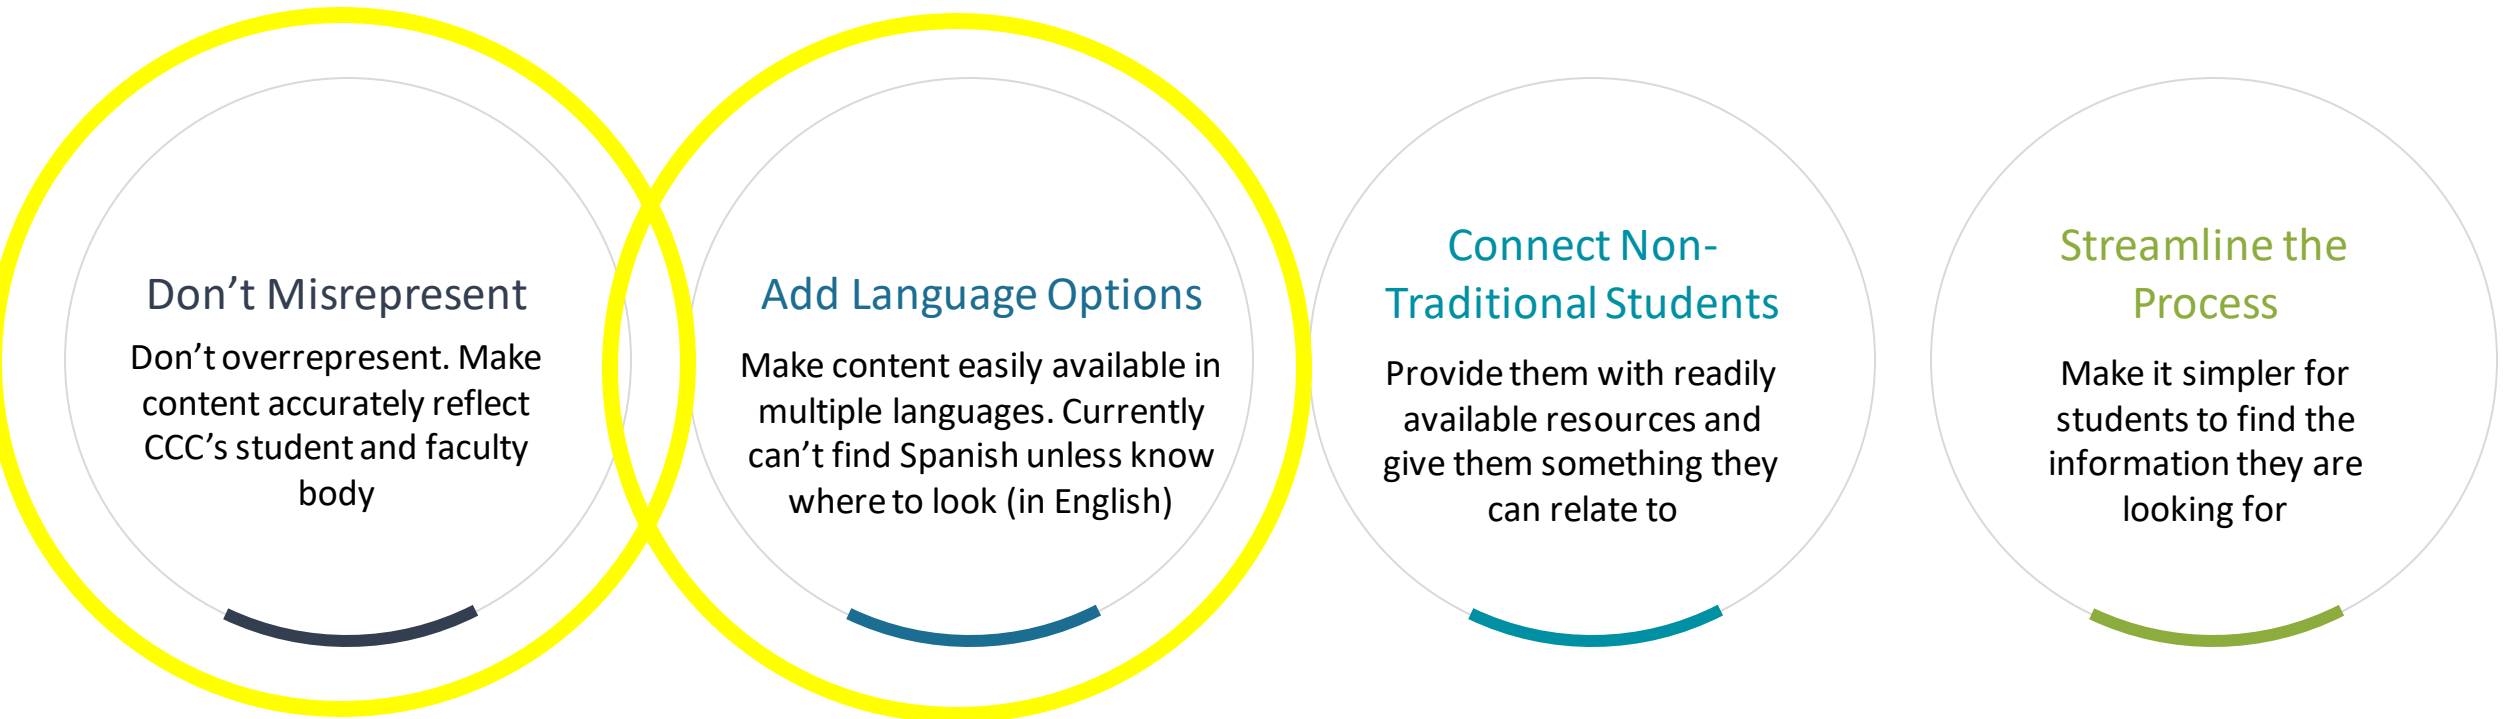 Don’t Misrepresent
Don’t overrepresent. Make
content accurately reflect
CCC’s student and faculty
body
Add Language Options
Make content easily available in
multiple languages. Currently
can’t find Spanish unless know
where to look (in English)
Connect Non-
Traditional Students
Provide them with readily
available resources and
give them something they
can relate to
Streamline the
Process
Make it simpler for
students to find the
information they are
looking for